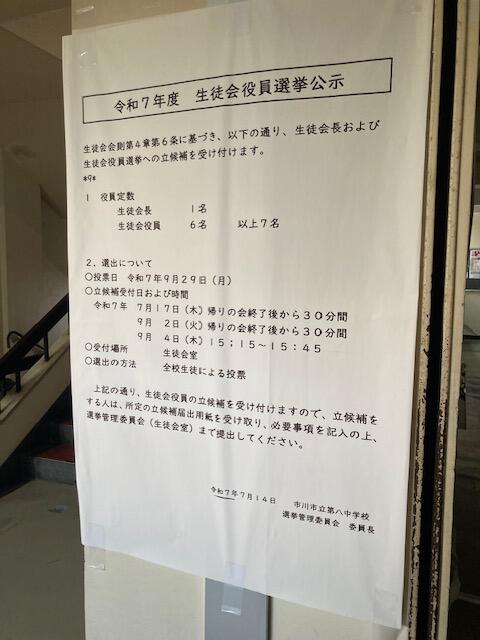 令和7年度　生徒会役員選挙公示
生徒会会則第4章第6条に基づき、以下の通り、生徒会長および
生徒会役員選挙への立候補を受け付けます。
*9*
1　役員定数
生徒会長　　1名
生徒会役員　　6名　　以上7名
2．選出について
○投票日　令和7年9月29日（月）
○立候補受付日および時間
令和7年　7月17日（木）帰りの会終了後から30分間
9月　2日（火）帰りの会終了後から30分間
9月　4日（木）15；15～15：45
○受付場所　　生徒会室
○選出の方法　　全校生徒による投票
上記の通り、生徒会役員の立候補を受け付けますので、立候補を
する人は、所定の立候補届出用紙を受け取り、必要事項を記入の上、
選挙管理委員会（生徒会室）まで提出してください。
令和7年7月14日　市川市立第八中学校
選挙管理委員会　委員長